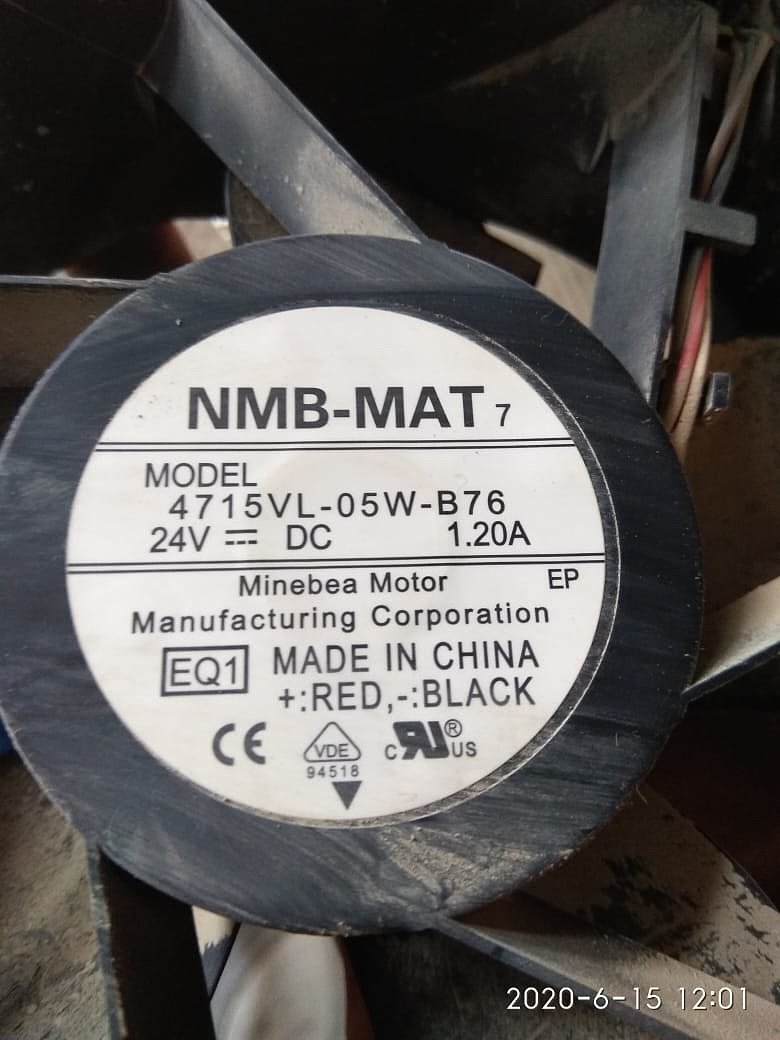 NMB-MAT 7
MODEL
4715VL-05W-B76
24V ⎓ DC 1.20A
Minebea Motor EP
Manufacturing Corporation
EQ1 MADE IN CHINA
+:RED,-:BLACK
CE VDE c RU ® US
94518
2020-6-15 12:01